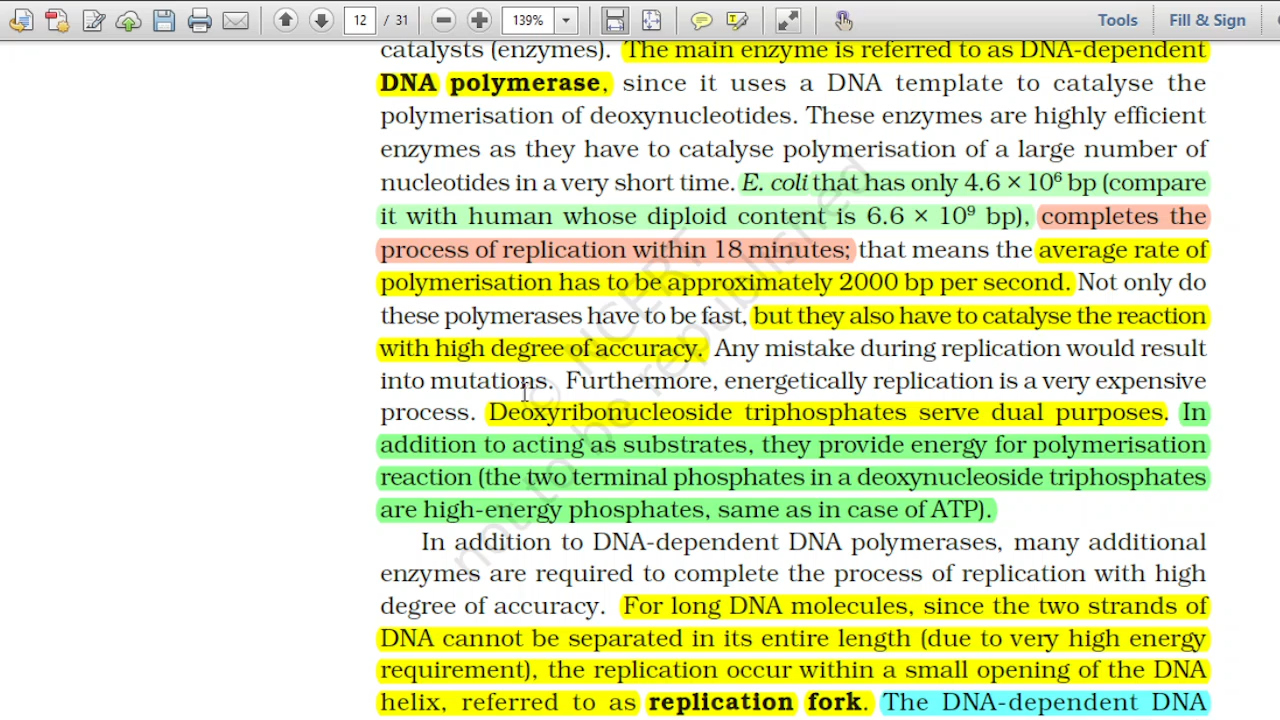 12 / 31 139% Tools Fill & Sign
catalysts (enzymes). The main enzyme is referred to as DNA-dependent
DNA polymerase, since it uses a DNA template to catalyse the
polymerisation of deoxynucleotides. These enzymes are highly efficient
enzymes as they have to catalyse polymerisation of a large number of
nucleotides in a very short time. E. coli that has only 4.6 × 10⁶ bp (compare
it with human whose diploid content is 6.6 × 10⁹ bp), completes the
process of replication within 18 minutes; that means the average rate of
polymerisation has to be approximately 2000 bp per second. Not only do
these polymerases have to be fast, but they also have to catalyse the reaction
with high degree of accuracy. Any mistake during replication would result
into mutations. Furthermore, energetically replication is a very expensive
process. Deoxyribonucleoside triphosphates serve dual purposes. In
addition to acting as substrates, they provide energy for polymerisation
reaction (the two terminal phosphates in a deoxynucleoside triphosphates
are high-energy phosphates, same as in case of ATP).
In addition to DNA-dependent DNA polymerases, many additional
enzymes are required to complete the process of replication with high
degree of accuracy. For long DNA molecules, since the two strands of
DNA cannot be separated in its entire length (due to very high energy
requirement), the replication occur within a small opening of the DNA
helix, referred to as replication fork. The DNA-dependent DNA
© NCERT
not to be republished